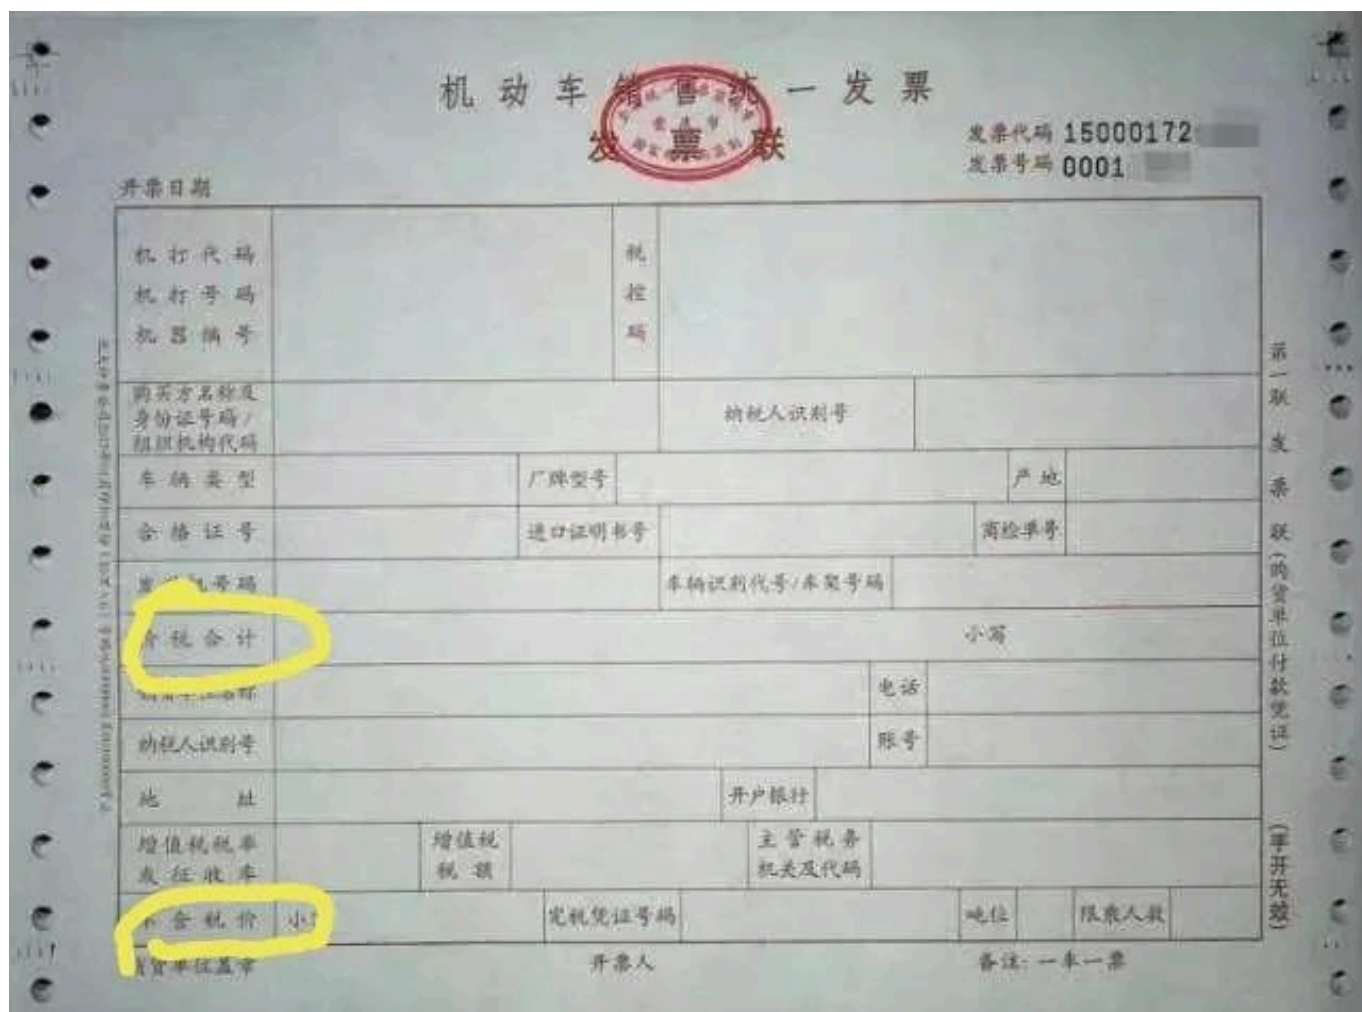 机动车销售统一发票
发票联
发票代码 15000172
发票号码 0001
开票日期
机打代码
机打号码
机器编号
税控码
购买方名称及
身份证号码/
组织机构代码
纳税人识别号
车辆类型
厂牌型号
产地
合格证号
进口证明书号
商检单号
机号码
车辆识别代号/车架号码
税合计
小写
纳税人识别号
电话
账号
地址
开户银行
增值税税率
或征收率
增值税
税额
主管税务
机关及代码
含税价
小
完税凭证号码
吨位
限乘人数
货单位盖章
开票人
备注:一车一票
第一联 发票联(购货单位付款凭证)
(手开无效)